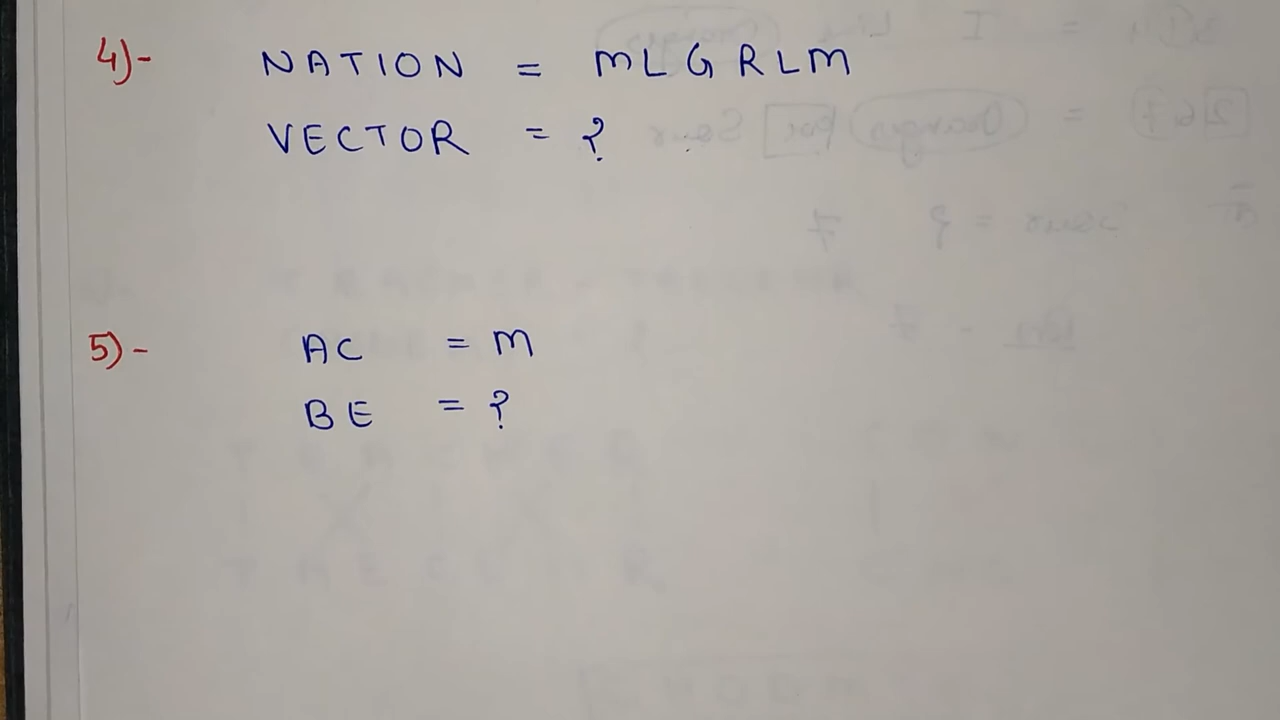 4)- NATION = MLGRLM
VECTOR = ?
5)- AC = M
BE = ?